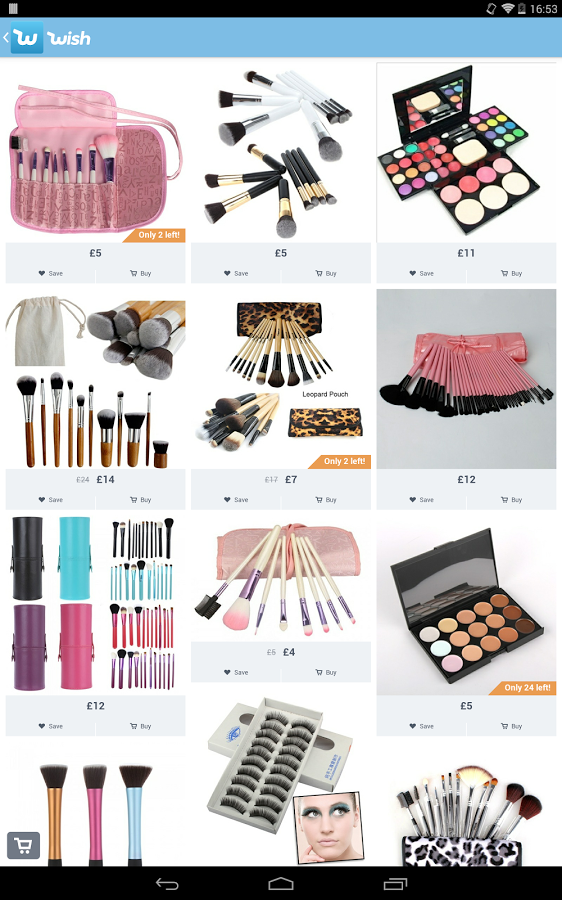 16:53
wish
Only 2 left!
£5
Save
Buy
£5
Save
Buy
£11
Save
Buy
£24 £14
Save
Buy
Leopard Pouch
Only 2 left!
£17 £7
Save
Buy
£12
Save
Buy
£12
Save
Buy
£5 £4
Save
Buy
Only 24 left!
£5
Save
Buy